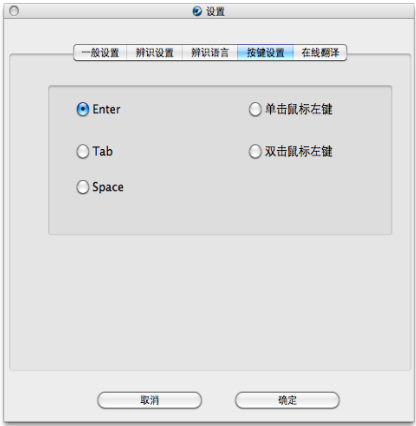 设置
一般设置 辨识设置 辨识语言 按键设置 在线翻译
Enter 单击鼠标左键
Tab 双击鼠标左键
Space
取消 确定